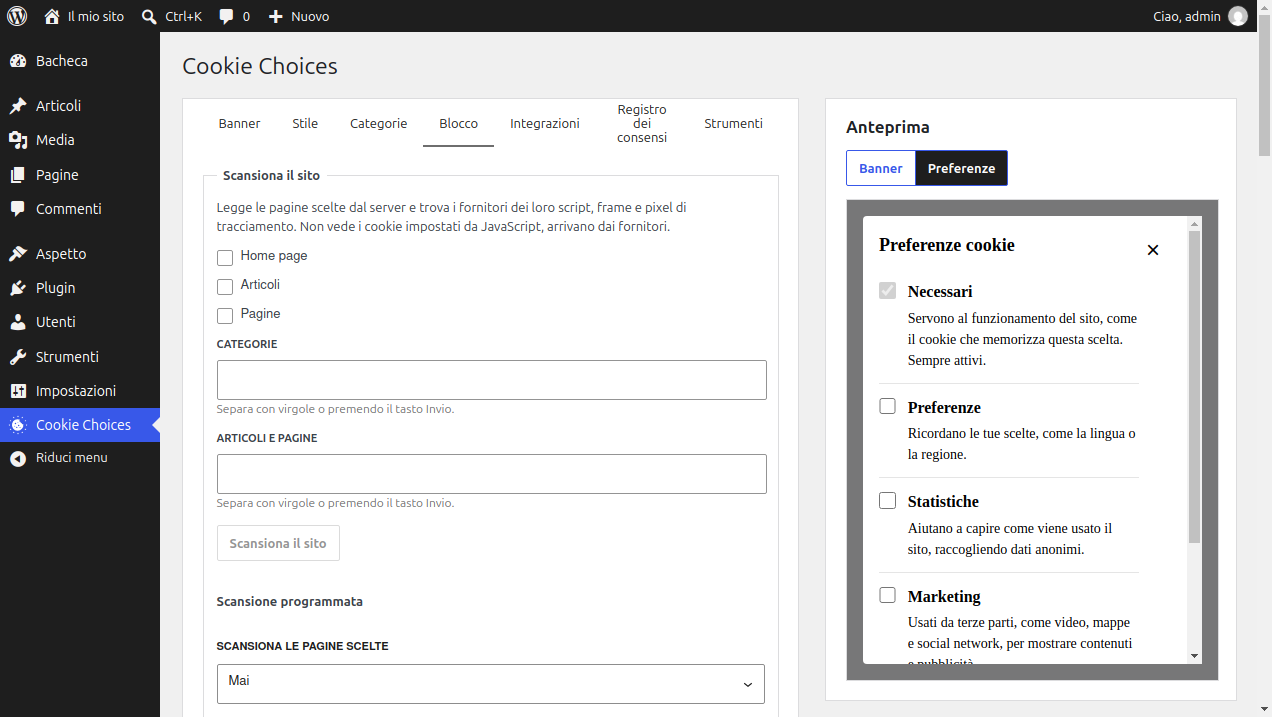 Il mio sito
Ctrl+K
0
Nuovo
Ciao, admin
Bacheca
Articoli
Media
Pagine
Commenti
Aspetto
Plugin
Utenti
Strumenti
Impostazioni
Cookie Choices
Riduci menu
Cookie Choices
Banner
Stile
Categorie
Blocco
Integrazioni
Registro
dei
consensi
Strumenti
Scansiona il sito
Legge le pagine scelte dal server e trova i fornitori dei loro script, frame e pixel di
tracciamento. Non vede i cookie impostati da JavaScript, arrivano dai fornitori.
Home page
Articoli
Pagine
CATEGORIE
Separa con virgole o premendo il tasto Invio.
ARTICOLI E PAGINE
Separa con virgole o premendo il tasto Invio.
Scansiona il sito
Scansione programmata
SCANSIONA LE PAGINE SCELTE
Mai
Anteprima
Banner
Preferenze
Preferenze cookie
Necessari
Servono al funzionamento del sito, come
il cookie che memorizza questa scelta.
Sempre attivi.
Preferenze
Ricordano le tue scelte, come la lingua o
la regione.
Statistiche
Aiutano a capire come viene usato il
sito, raccogliendo dati anonimi.
Marketing
Usati da terze parti, come video, mappe
e social network, per mostrare contenuti
e pubblicità.